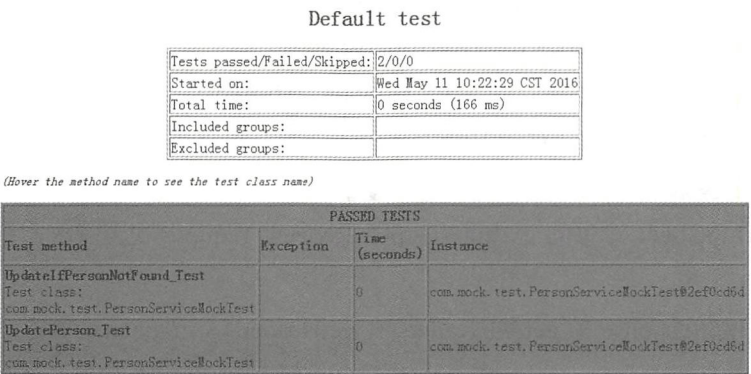 Default test
Tests passed/Failed/Skipped: 2/0/0
Started on: Wed May 11 10:22:29 CST 2016
Total time: 0 seconds (166 ms)
Included groups:
Excluded groups:
(Hover the method name to see the test class name)
PASSED TESTS
Test method Exception Time (seconds) Instance
UpdateIfPersonNotFound_Test
Test class:
com.mock.test.PersonServiceMockTest 0 com.mock.test.PersonServiceMockTest@2ef0cd6d
UpdatePerson_Test
Test class:
com.mock.test.PersonServiceMockTest 0 com.mock.test.PersonServiceMockTest@2ef0cd6d